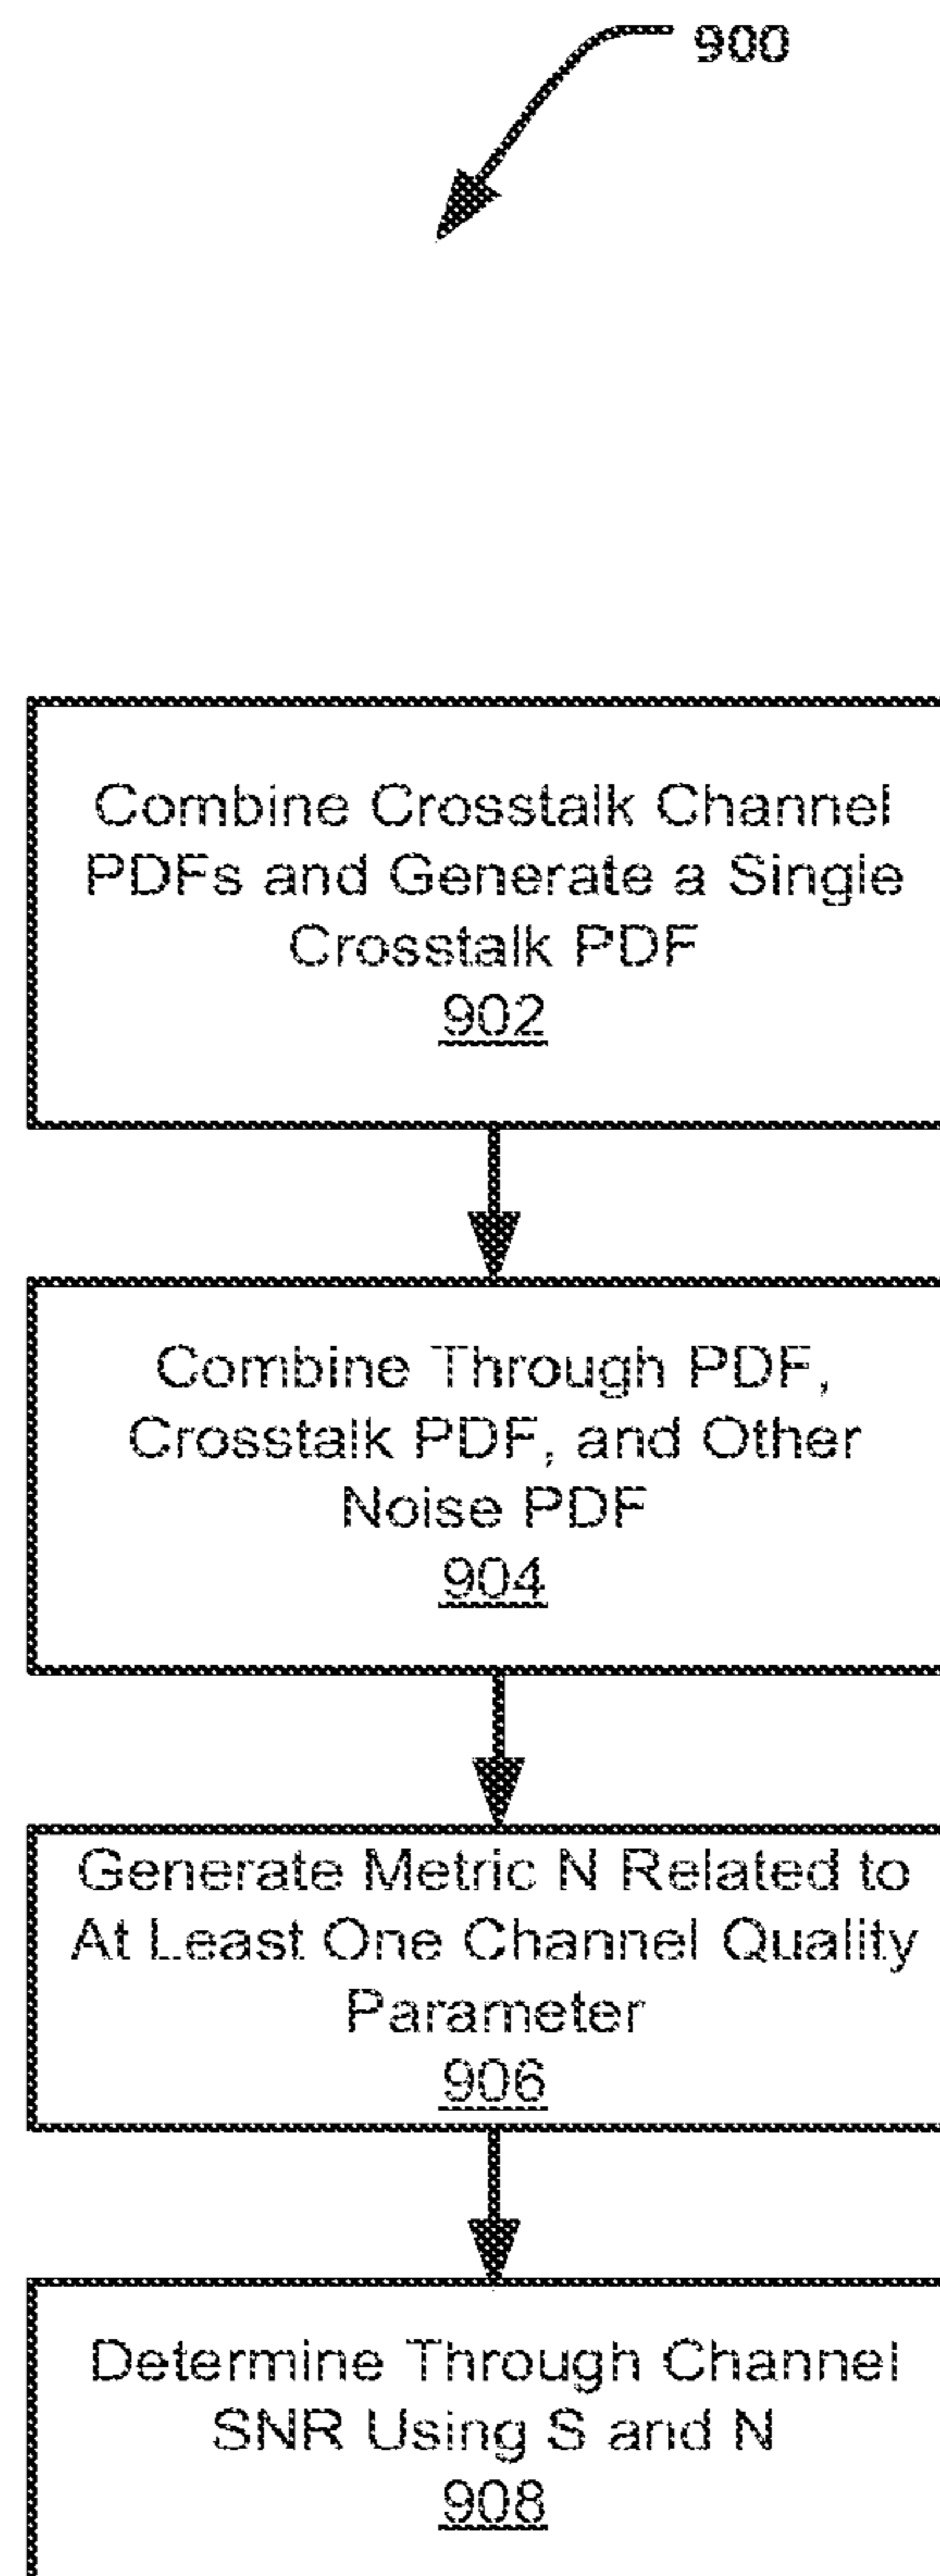 900
Combine Crosstalk Channel
PDFs and Generate a Single
Crosstalk PDF
902
Combine Through PDF,
Crosstalk PDF, and Other
Noise PDF
904
Generate Metric N Related to
At Least One Channel Quality
Parameter
906
Determine Through Channel
SNR Using S and N
908